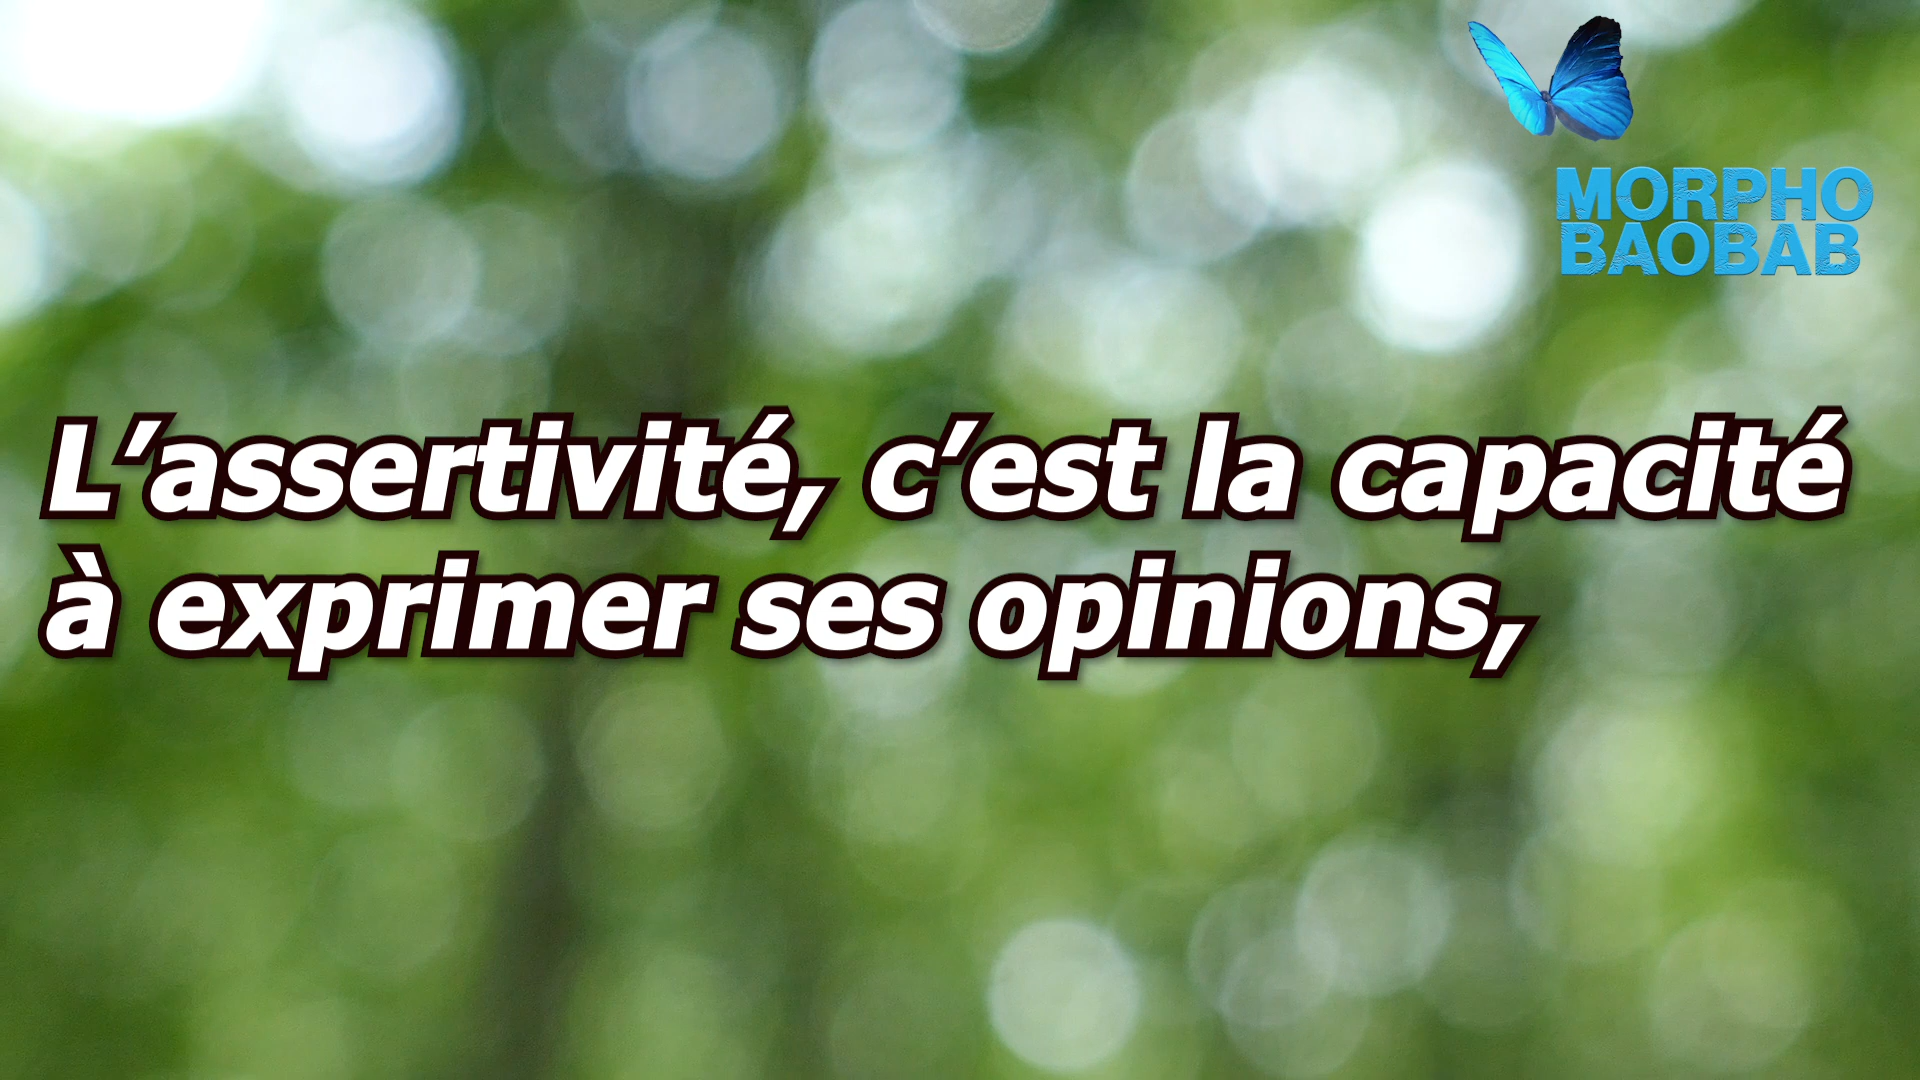 MORPHO
BAOBAB
L’assertivité, c’est la capacité
à exprimer ses opinions,